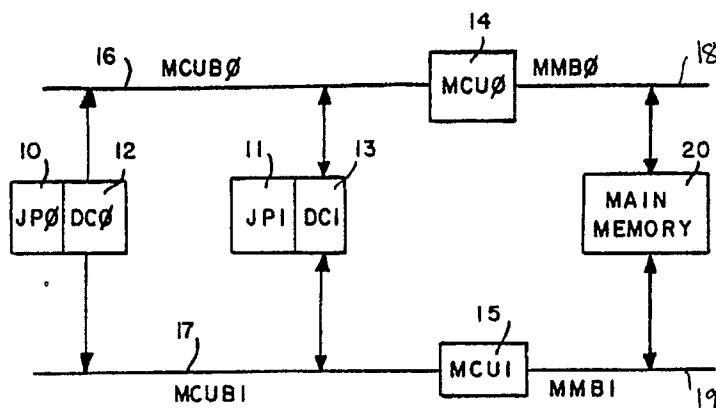 14
16 MCUBØ MCUØ MMBØ 18
10 12 11 13 20
JPØ DCØ JP1 DC1 MAIN
MEMORY
17 15
MCUB1 MCU1 MMB1 19